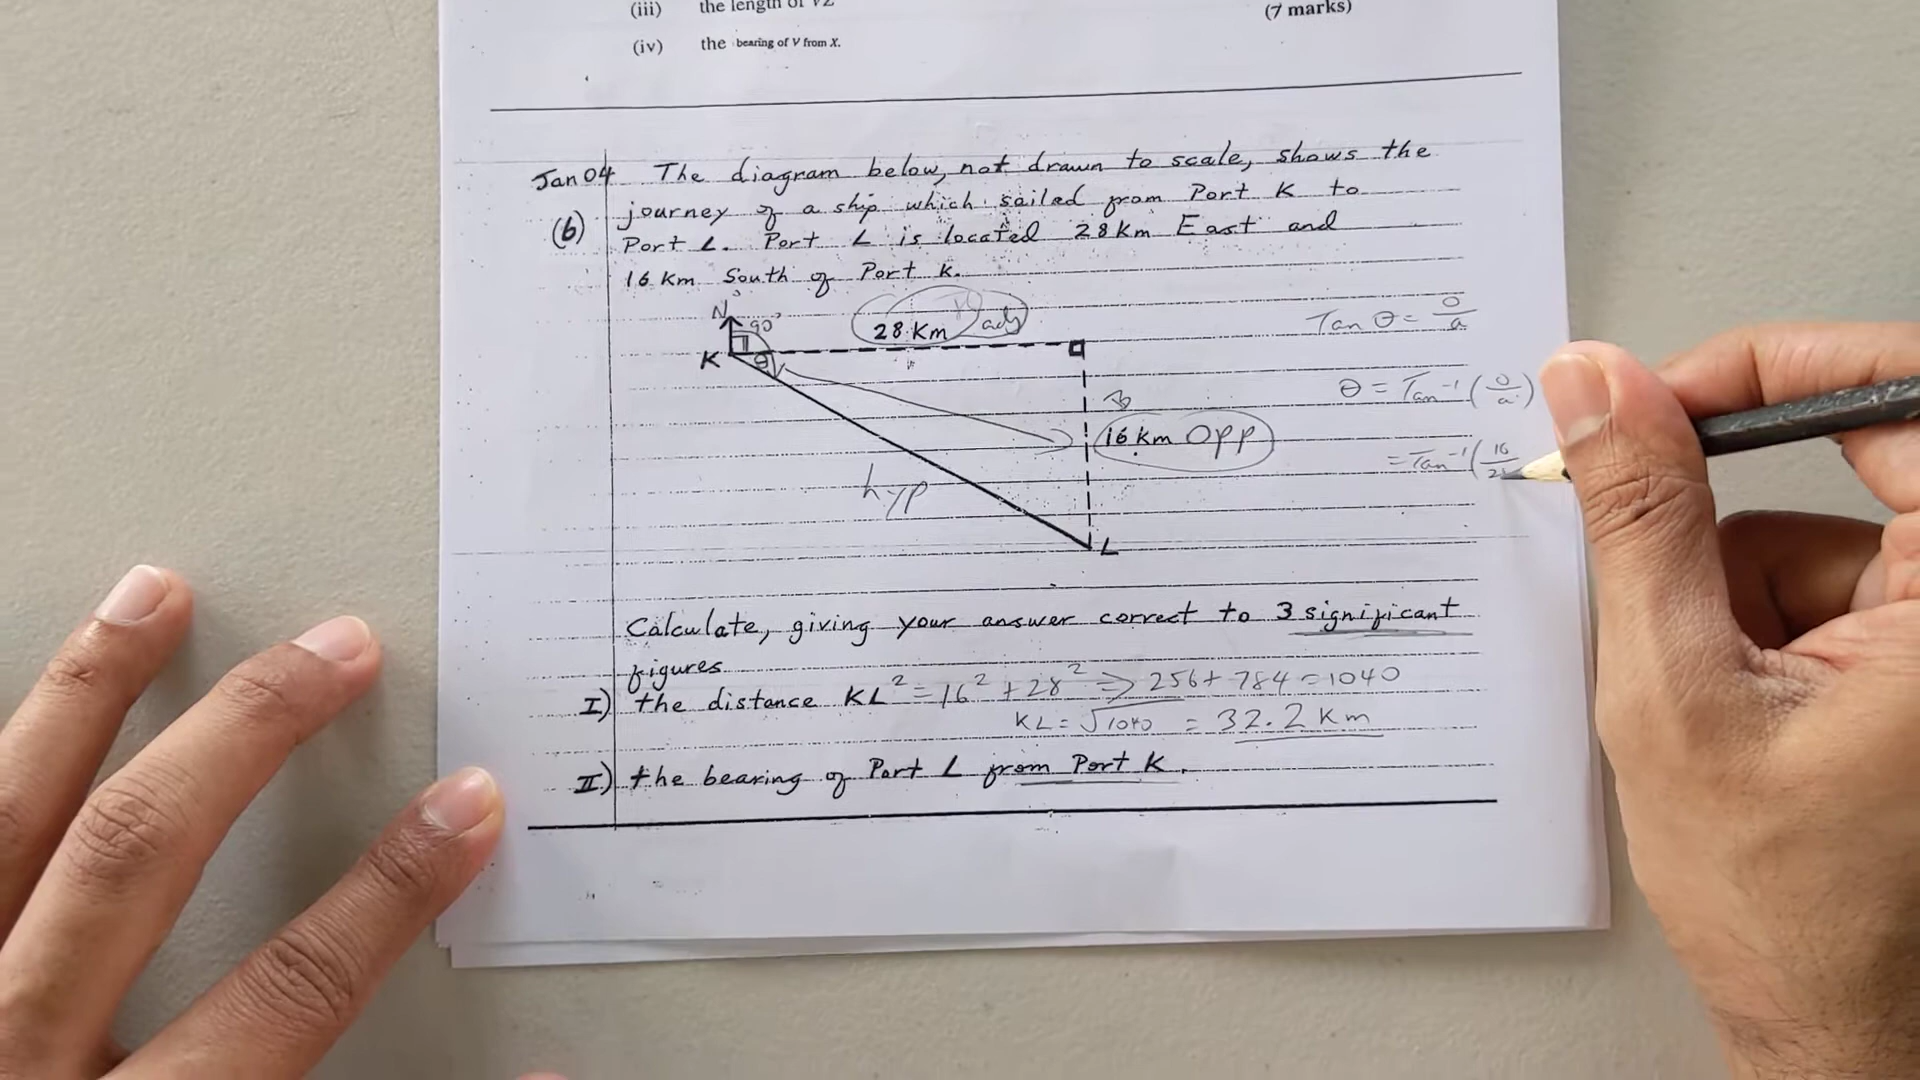 (iii) the length of VZ
(7 marks)
(iv) the bearing of V from X.
Jan 04 The diagram below, not drawn to scale, shows the
(b) journey of a ship which sailed from Port K to
Port L. Port L is located 28 km East and
16 km South of Port K.
N
90°
28 Km adj
K
θ
16 km Opp
hyp
L
Tan θ = o/a
θ = Tan⁻¹ (o/a)
= Tan⁻¹ (16/
Calculate, giving your answer correct to 3 significant
figures
I) the distance KL² = 16² + 28² => 256 + 784 = 1040
KL = √1040 = 32.2 Km
II) the bearing of Port L from Port K.